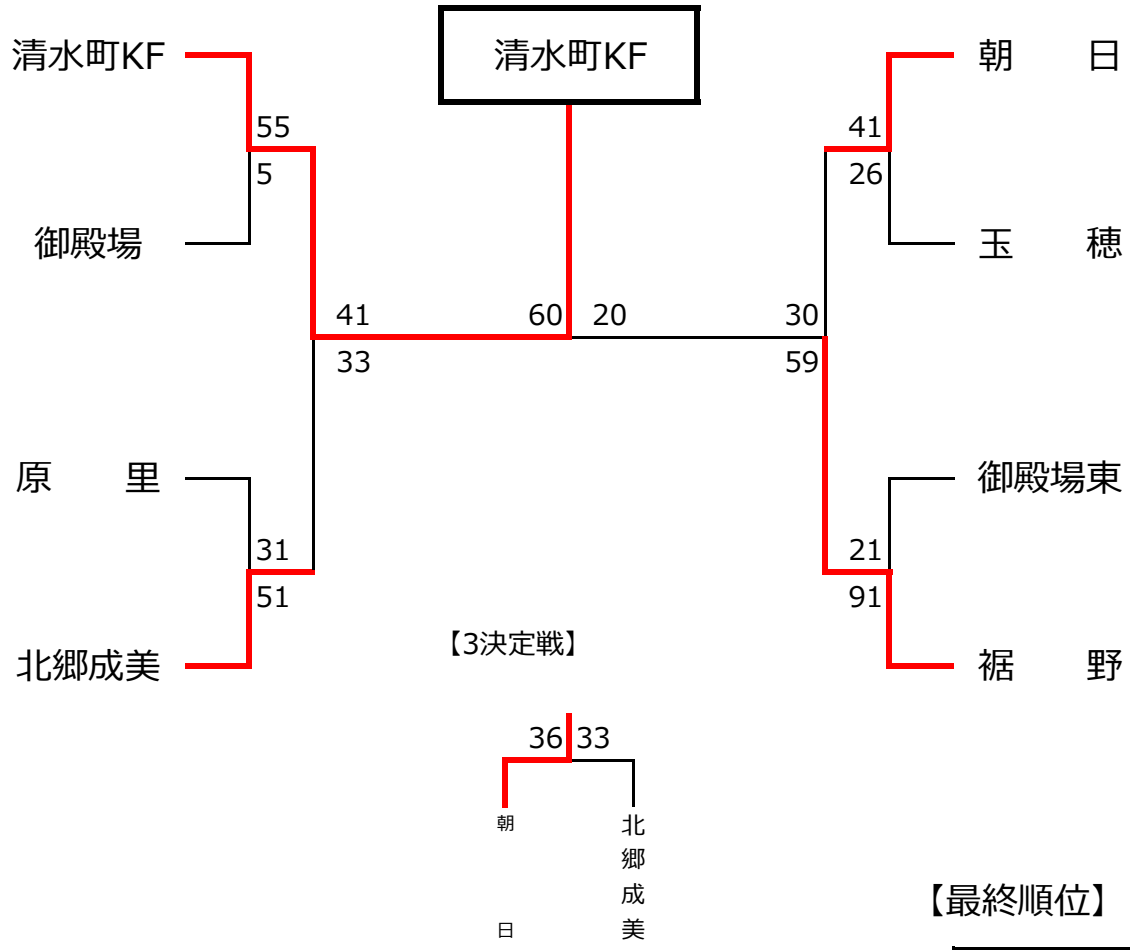 清水町KF
清水町KF
朝　日
55
41
5
26
御殿場
玉　穂
41
60
20
30
33
59
原　里
御殿場東
31
21
51
91
【3決定戦】
北郷成美
裾　野
36
33
朝　日
北郷成美
【最終順位】